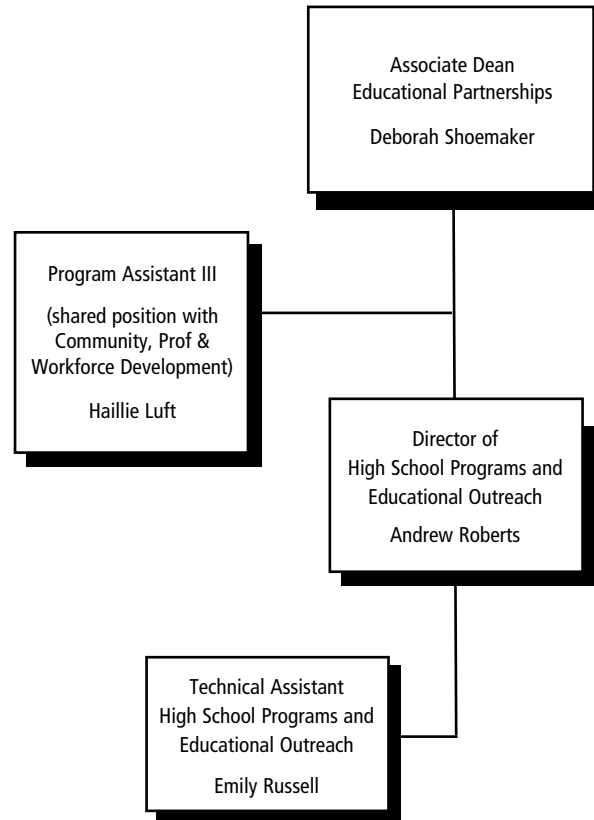 Associate Dean
Educational Partnerships
Deborah Shoemaker
Program Assistant III
(shared position with
Community, Prof &
Workforce Development)
Haillie Luft
Director of
High School Programs and
Educational Outreach
Andrew Roberts
Technical Assistant
High School Programs and
Educational Outreach
Emily Russell